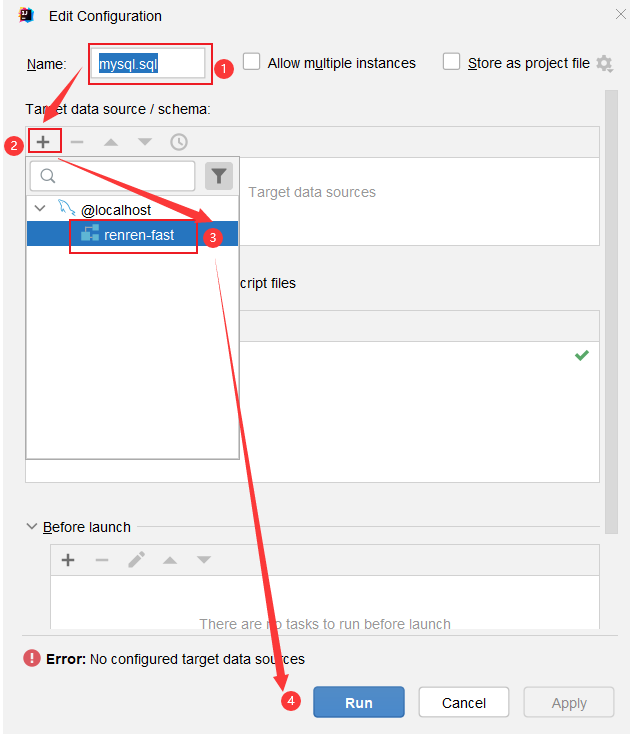 Edit Configuration
Name: mysql.sql 1 Allow multiple instances Store as project file
Target data source / schema:
2
Target data sources
@localhost
renren-fast 3
cript files
Before launch
There are no tasks to run before launch
Error: No configured target data sources
4 Run Cancel Apply